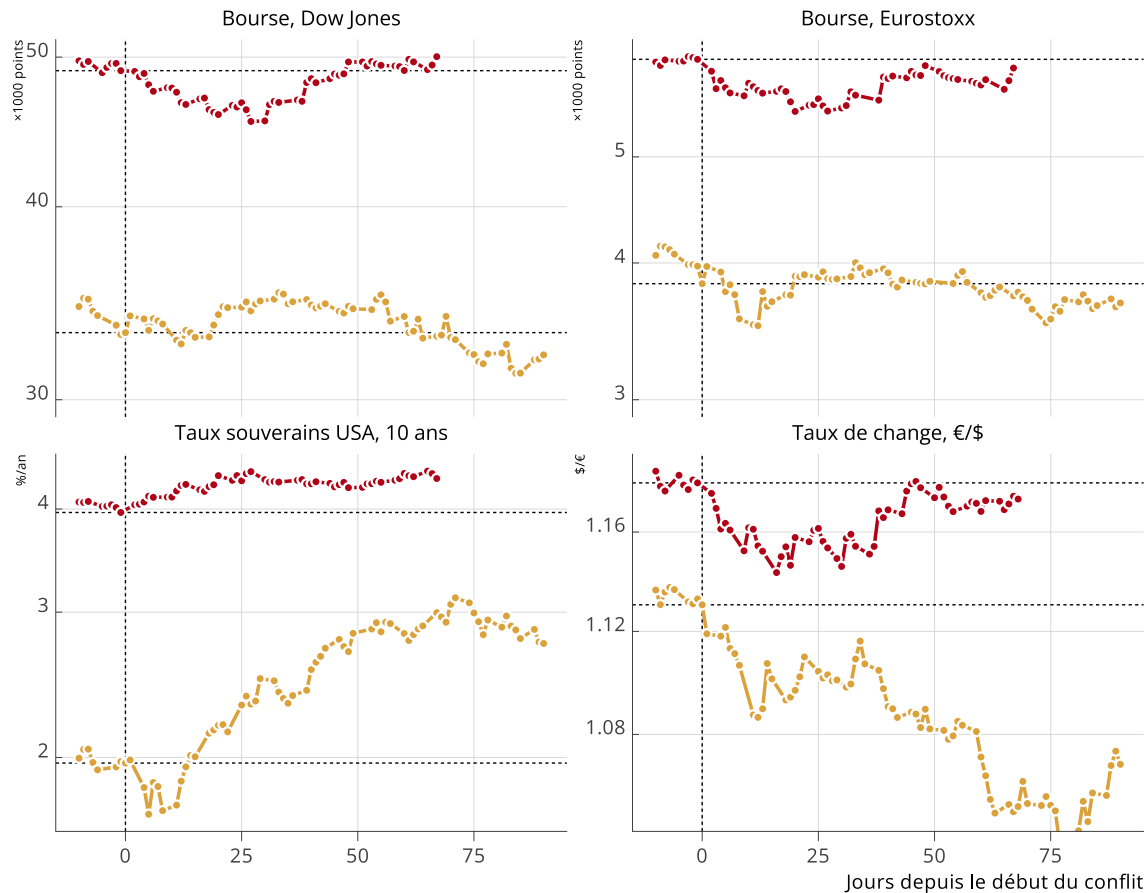 Bourse, Dow Jones
×1000 points
50
40
30
Bourse, Eurostoxx
×1000 points
5
4
3
Taux souverains USA, 10 ans
%/an
4
3
2
0 25 50 75
Taux de change, €/$
$/€
1.16
1.12
1.08
0 25 50 75
Jours depuis le début du conflit